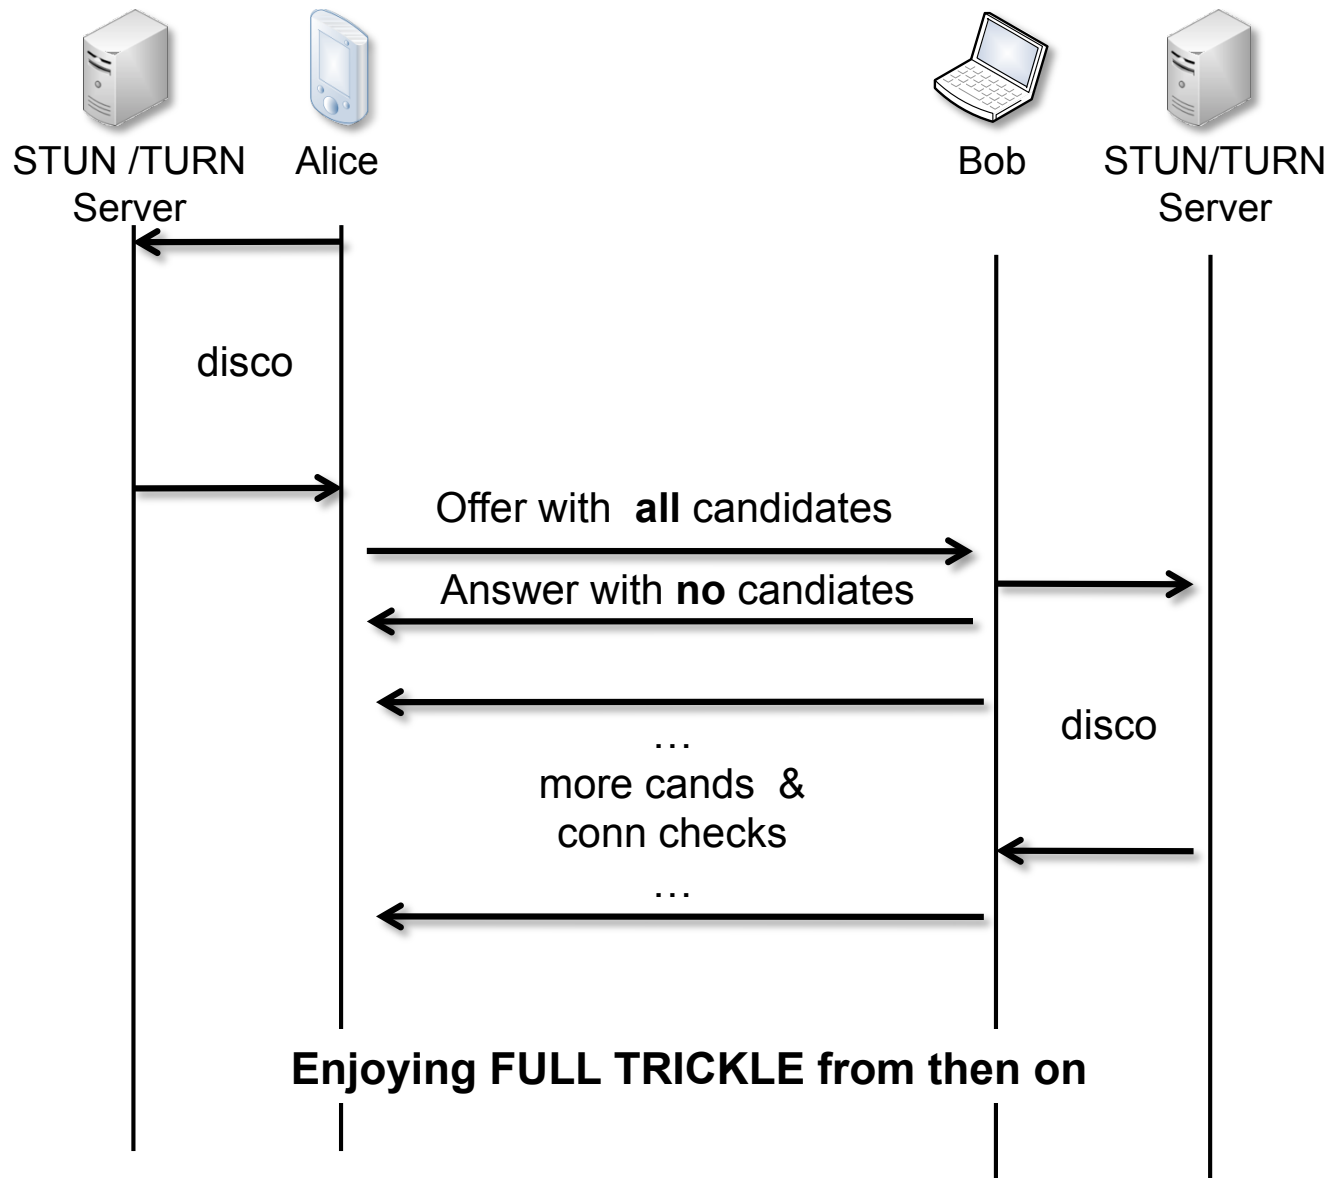 STUN /TURN
Server
Alice
Bob
STUN/TURN
Server
disco
Offer with all candidates
Answer with no candiates
disco
…
more cands &
conn checks
…
Enjoying FULL TRICKLE from then on